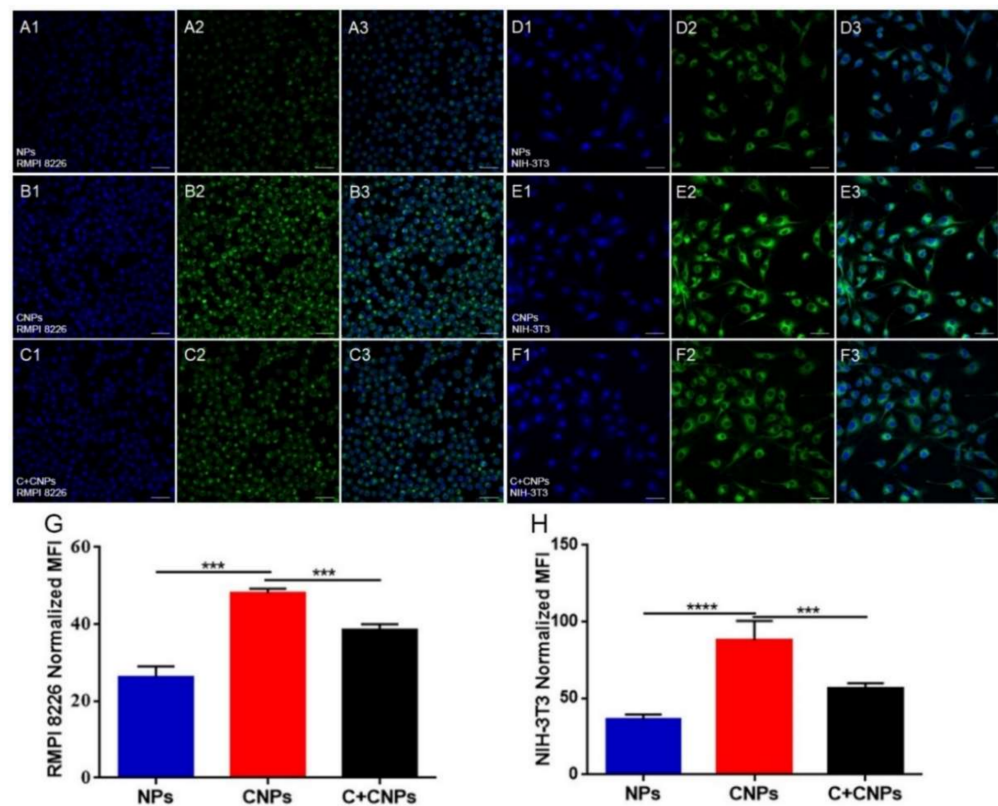 A1
A2
A3
D1
D2
D3
NPs
RMPI 8226
NPs
NIH-3T3
B1
B2
B3
E1
E2
E3
CNPs
RMPI 8226
CNPs
NIH-3T3
C1
C2
C3
F1
F2
F3
C+CNPs
RMPI 8226
C+CNPs
NIH-3T3
G
RMPI 8226 Normalized MFI
60
40
20
0
***
***
NPs
CNPs
C+CNPs
H
NIH-3T3 Normalized MFI
150
100
50
0
****
***
NPs
CNPs
C+CNPs